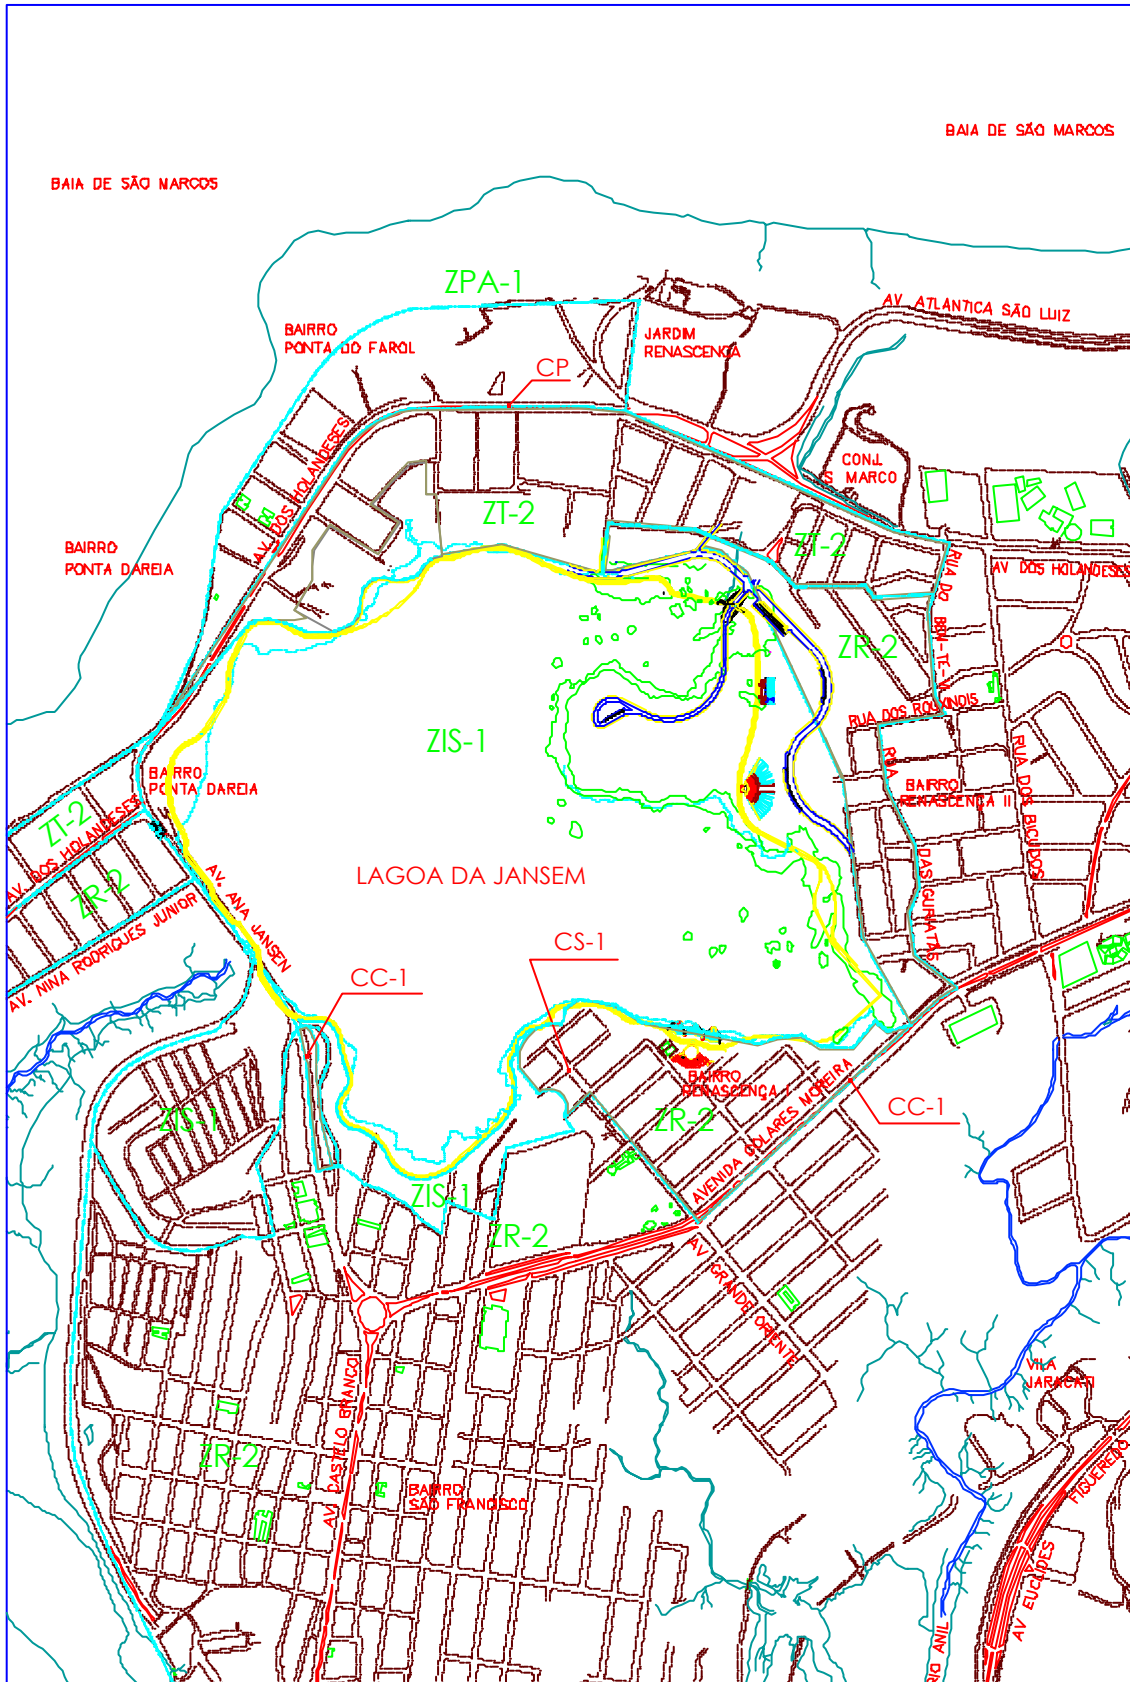 BAIA DE SÃO MARCOS
BAIA DE SÃO MARCOS
ZPA-1
AV. ATLANTICA SÃO LUIZ
BAIRRO
PONTA DO FAROL
JARDIM
RENASCENÇA
CP
AV. DOS HOLANDESES
CONJ.
S MARCO
ZT-2
ZT-2
BAIRRO
PONTA DAREIA
AV DOS HOLANDESES
RUA DO BEM-TE-VI
ZR-2
RUA DOS ROUXINOIS
ZIS-1
RUA DOS BICUDOS
BAIRRO
PONTA DAREIA
BAIRRO
RENASCENÇA II
RUA DAS GURIATAS
ZT-2
AV. DOS HOLANDESES
ZR-2
LAGOA DA JANSEM
AV. ANA JANSEN
AV. NINA RODRIGUES JUNIOR
CS-1
CC-1
BAIRRO
RENASCENÇA I
ZIS-1
ZR-2
CC-1
AVENIDA COLARES MOREIRA
ZIS-1
ZR-2
AV GRANDE ORIENTE
VILA
JARACATI
AV. CASTELO BRANCO
ZR-2
BAIRRO
SÃO FRANCISCO
AV EUCLIDES FIGUEREDO
ANIL